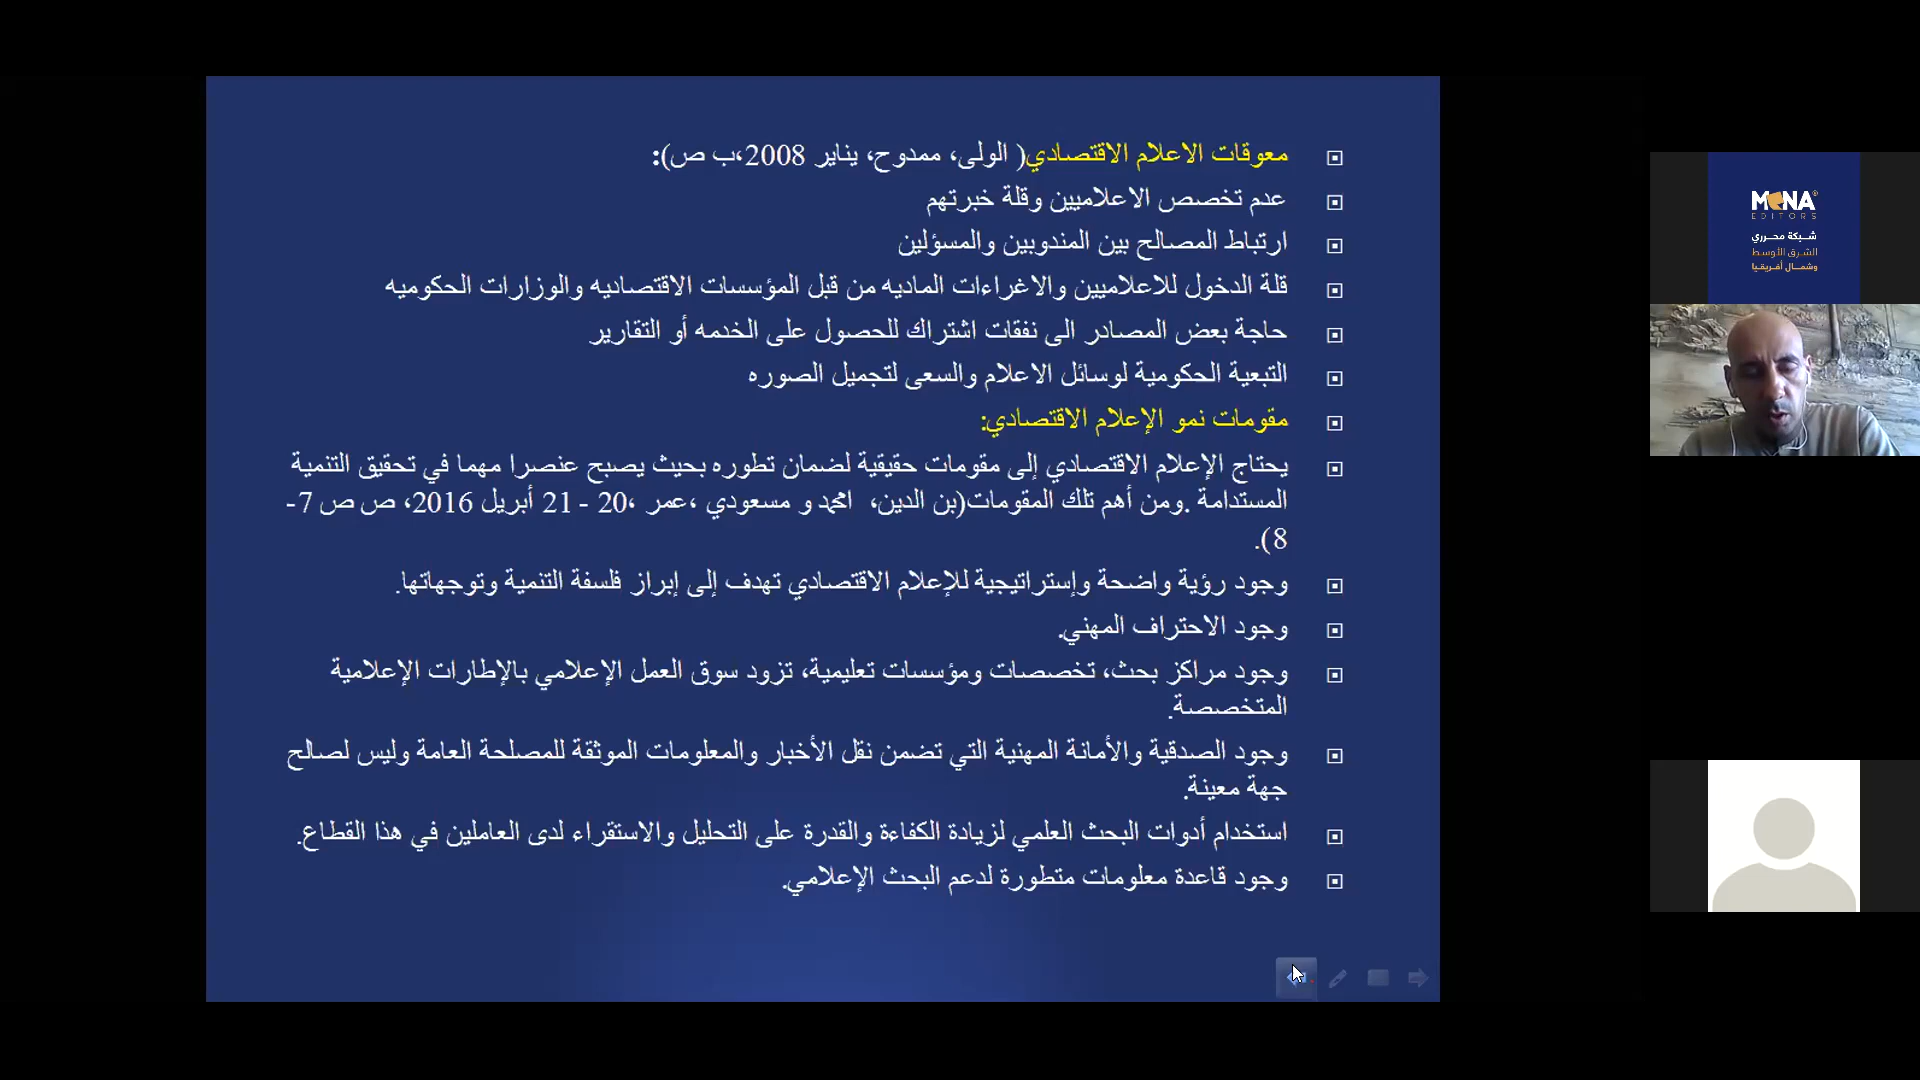 معوقات الاعلام الاقتصادي( الولى، ممدوح، يناير 2008،ب ص):
عدم تخصص الاعلاميين وقلة خبرتهم
ارتباط المصالح بين المندوبين والمسؤلين
قلة الدخول للاعلاميين والاغراءات الماديه من قبل المؤسسات الاقتصاديه والوزارات الحكوميه
حاجة بعض المصادر الى نفقات اشتراك للحصول على الخدمه أو التقارير
التبعية الحكومية لوسائل الاعلام والسعى لتجميل الصوره
مقومات نمو الإعلام الاقتصادي:
يحتاج الإعلام الاقتصادي إلى مقومات حقيقية لضمان تطوره بحيث يصبح عنصرا مهما في تحقيق التنمية
المستدامة .ومن أهم تلك المقومات(بن الدين، امحمد و مسعودي ،عمر ،20 - 21 أبريل 2016، ص ص 7-
8).
وجود رؤية واضحة وإستراتيجية للإعلام الاقتصادي تهدف إلى إبراز فلسفة التنمية وتوجهاتها.
وجود الاحتراف المهني.
وجود مراكز بحث، تخصصات ومؤسسات تعليمية، تزود سوق العمل الإعلامي بالإطارات الإعلامية
المتخصصة.
وجود الصدقية والأمانة المهنية التي تضمن نقل الأخبار والمعلومات الموثقة للمصلحة العامة وليس لصالح
جهة معينة.
استخدام أدوات البحث العلمي لزيادة الكفاءة والقدرة على التحليل والاستقراء لدى العاملين في هذا القطاع.
وجود قاعدة معلومات متطورة لدعم البحث الإعلامي.
MENA
EDITORS
شبكة محرري
الشرق الأوسط
وشمال أفريقيا